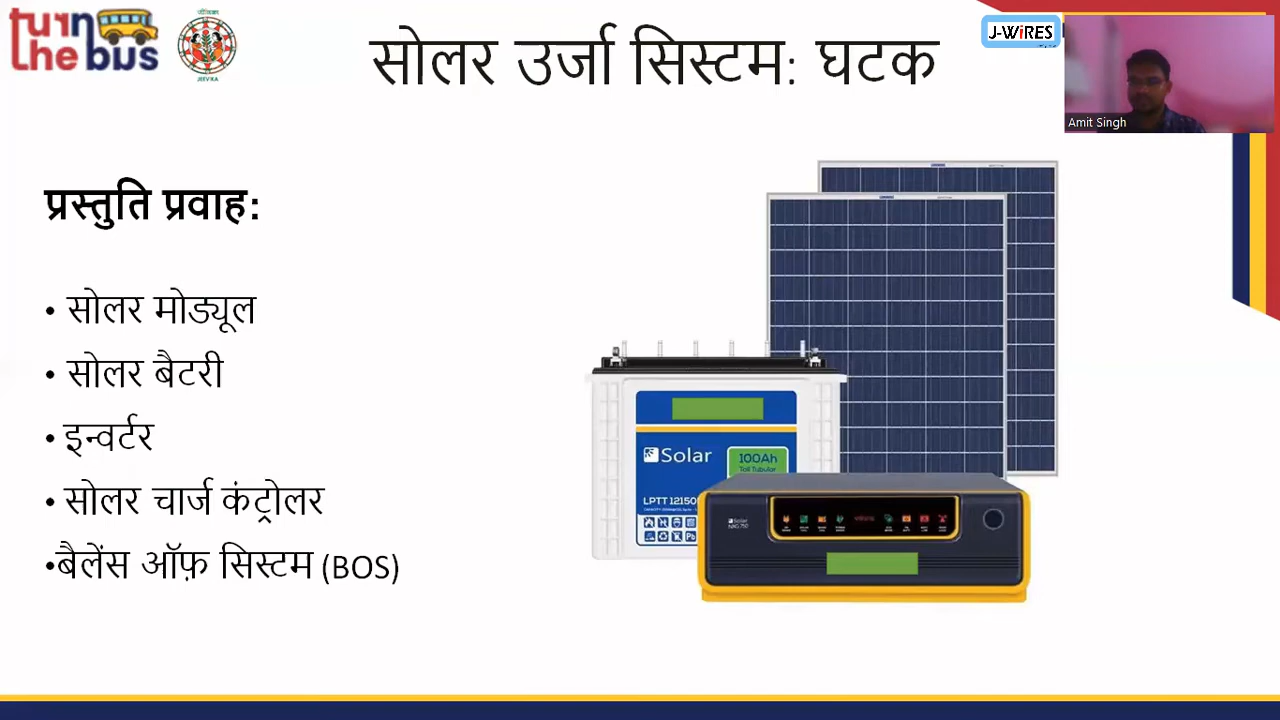 turn
the bus
JEEViKA
सोलर उर्जा सिस्टम: घटक
J-WiRES
Amit Singh
प्रस्तुति प्रवाह:
• सोलर मोड्यूल
• सोलर बैटरी
• इन्वर्टर
• सोलर चार्ज कंट्रोलर
•बैलेंस ऑफ़ सिस्टम (BOS)
Solar
100Ah
Tall Tubular
LPTT 12150
Solar